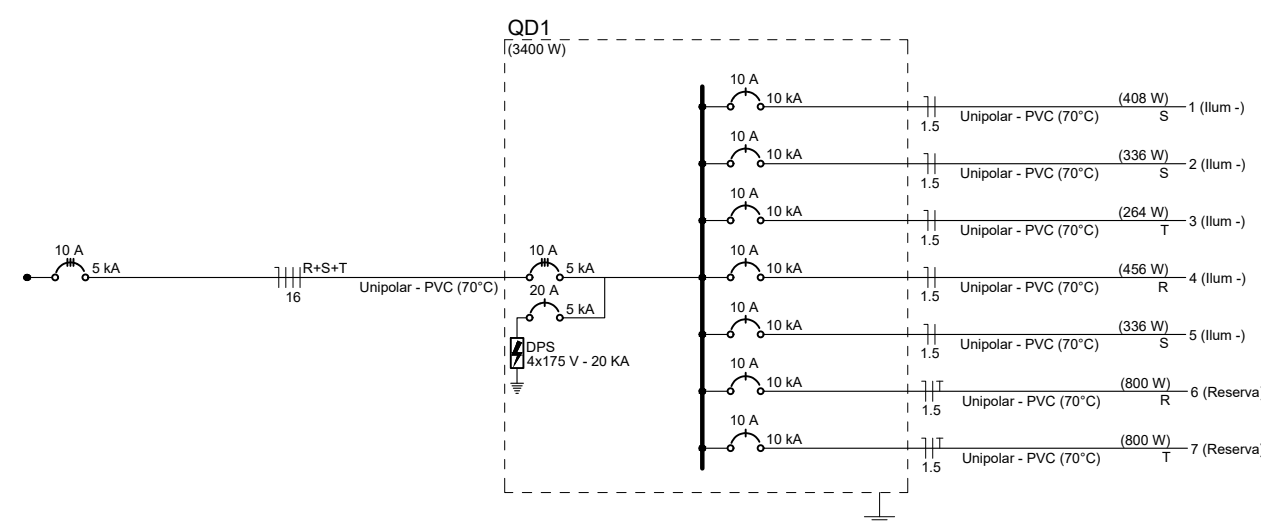 QD1
(3400 W)
10 A
10 kA
1.5
Unipolar - PVC (70°C)
(408 W)
S
1 (Ilum -)
10 A
10 kA
1.5
Unipolar - PVC (70°C)
(336 W)
S
2 (Ilum -)
10 A
10 kA
1.5
Unipolar - PVC (70°C)
(264 W)
T
3 (Ilum -)
10 A
5 kA
R+S+T
16
Unipolar - PVC (70°C)
10 A
5 kA
10 A
10 kA
1.5
Unipolar - PVC (70°C)
(456 W)
R
4 (Ilum -)
20 A
5 kA
DPS
4x175 V - 20 KA
10 A
10 kA
1.5
Unipolar - PVC (70°C)
(336 W)
S
5 (Ilum -)
10 A
10 kA
T
1.5
Unipolar - PVC (70°C)
(800 W)
R
6 (Reserva)
10 A
10 kA
T
1.5
Unipolar - PVC (70°C)
(800 W)
T
7 (Reserva)